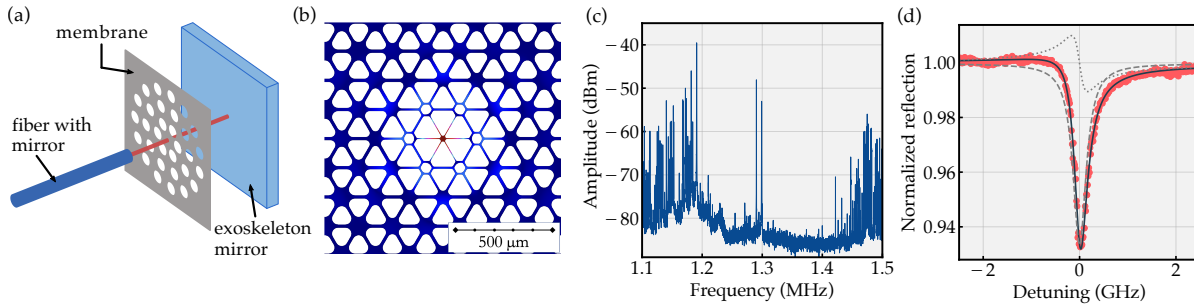 (a)
membrane
fiber with
mirror
exoskeleton
mirror
(b)
500 μm
(c)
Amplitude (dBm)
−40
−50
−60
−70
−80
1.1
1.2
1.3
1.4
1.5
Frequency (MHz)
(d)
Normalized reflection
1.00
0.98
0.96
0.94
−2
0
2
Detuning (GHz)